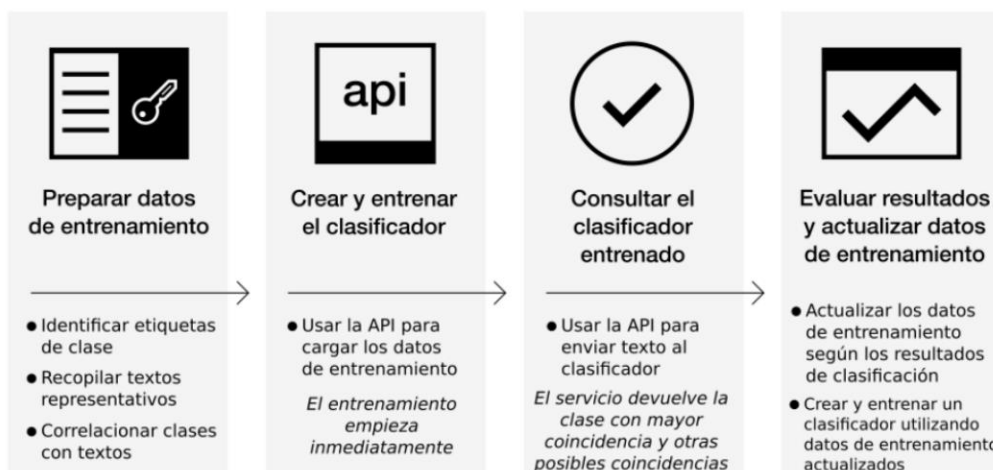 Preparar datos
de entrenamiento
● Identificar etiquetas
de clase
● Recopilar textos
representativos
● Correlacionar clases
con textos
api
Crear y entrenar
el clasificador
● Usar la API para
cargar los datos
de entrenamiento
El entrenamiento
empieza
inmediatamente
Consultar el
clasificador
entrenado
● Usar la API para
enviar texto al
clasificador
El servicio devuelve la
clase con mayor
coincidencia y otras
posibles coincidencias
Evaluar resultados
y actualizar datos
de entrenamiento
● Actualizar los datos
de entrenamiento
según los resultados
de clasificación
● Crear y entrenar un
clasificador utilizando
datos de entrenamiento
actualizados